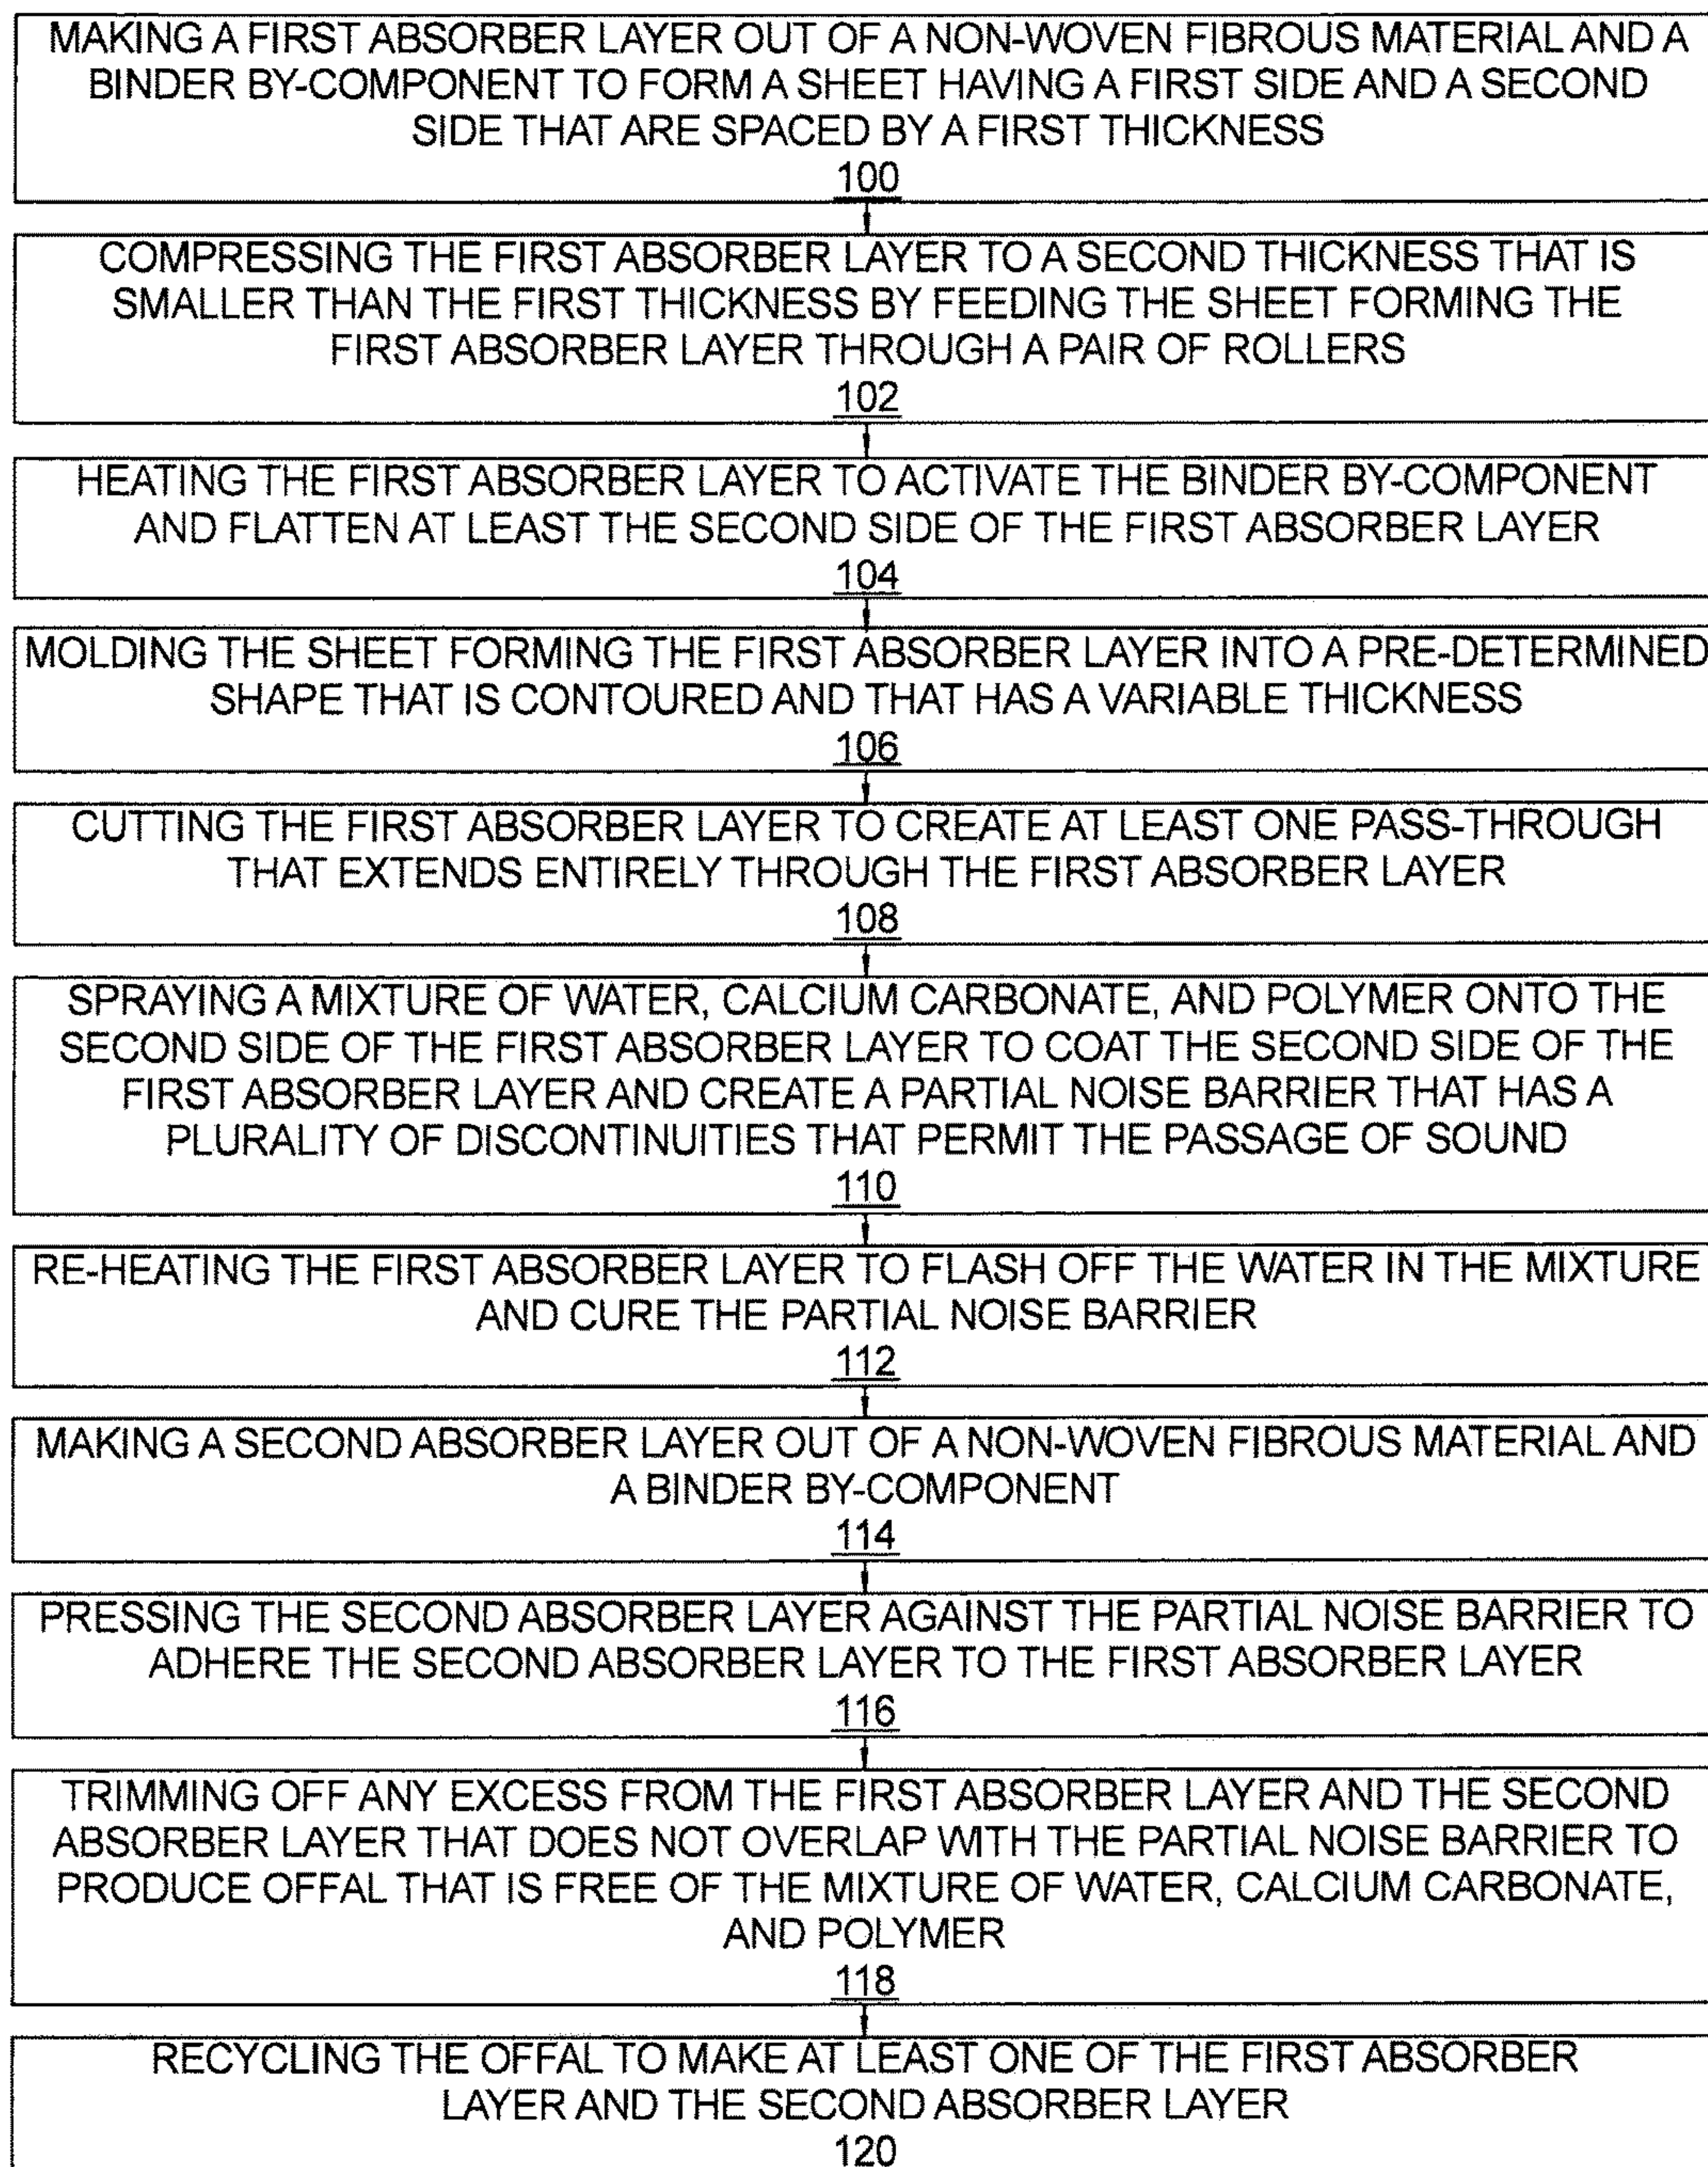 MAKING A FIRST ABSORBER LAYER OUT OF A NON-WOVEN FIBROUS MATERIAL AND A
BINDER BY-COMPONENT TO FORM A SHEET HAVING A FIRST SIDE AND A SECOND
SIDE THAT ARE SPACED BY A FIRST THICKNESS
100
COMPRESSING THE FIRST ABSORBER LAYER TO A SECOND THICKNESS THAT IS
SMALLER THAN THE FIRST THICKNESS BY FEEDING THE SHEET FORMING THE
FIRST ABSORBER LAYER THROUGH A PAIR OF ROLLERS
102
HEATING THE FIRST ABSORBER LAYER TO ACTIVATE THE BINDER BY-COMPONENT
AND FLATTEN AT LEAST THE SECOND SIDE OF THE FIRST ABSORBER LAYER
104
MOLDING THE SHEET FORMING THE FIRST ABSORBER LAYER INTO A PRE-DETERMINED
SHAPE THAT IS CONTOURED AND THAT HAS A VARIABLE THICKNESS
106
CUTTING THE FIRST ABSORBER LAYER TO CREATE AT LEAST ONE PASS-THROUGH
THAT EXTENDS ENTIRELY THROUGH THE FIRST ABSORBER LAYER
108
SPRAYING A MIXTURE OF WATER, CALCIUM CARBONATE, AND POLYMER ONTO THE
SECOND SIDE OF THE FIRST ABSORBER LAYER TO COAT THE SECOND SIDE OF THE
FIRST ABSORBER LAYER AND CREATE A PARTIAL NOISE BARRIER THAT HAS A
PLURALITY OF DISCONTINUITIES THAT PERMIT THE PASSAGE OF SOUND
110
RE-HEATING THE FIRST ABSORBER LAYER TO FLASH OFF THE WATER IN THE MIXTURE
AND CURE THE PARTIAL NOISE BARRIER
112
MAKING A SECOND ABSORBER LAYER OUT OF A NON-WOVEN FIBROUS MATERIAL AND
A BINDER BY-COMPONENT
114
PRESSING THE SECOND ABSORBER LAYER AGAINST THE PARTIAL NOISE BARRIER TO
ADHERE THE SECOND ABSORBER LAYER TO THE FIRST ABSORBER LAYER
116
TRIMMING OFF ANY EXCESS FROM THE FIRST ABSORBER LAYER AND THE SECOND
ABSORBER LAYER THAT DOES NOT OVERLAP WITH THE PARTIAL NOISE BARRIER TO
PRODUCE OFFAL THAT IS FREE OF THE MIXTURE OF WATER, CALCIUM CARBONATE,
AND POLYMER
118
RECYCLING THE OFFAL TO MAKE AT LEAST ONE OF THE FIRST ABSORBER
LAYER AND THE SECOND ABSORBER LAYER
120